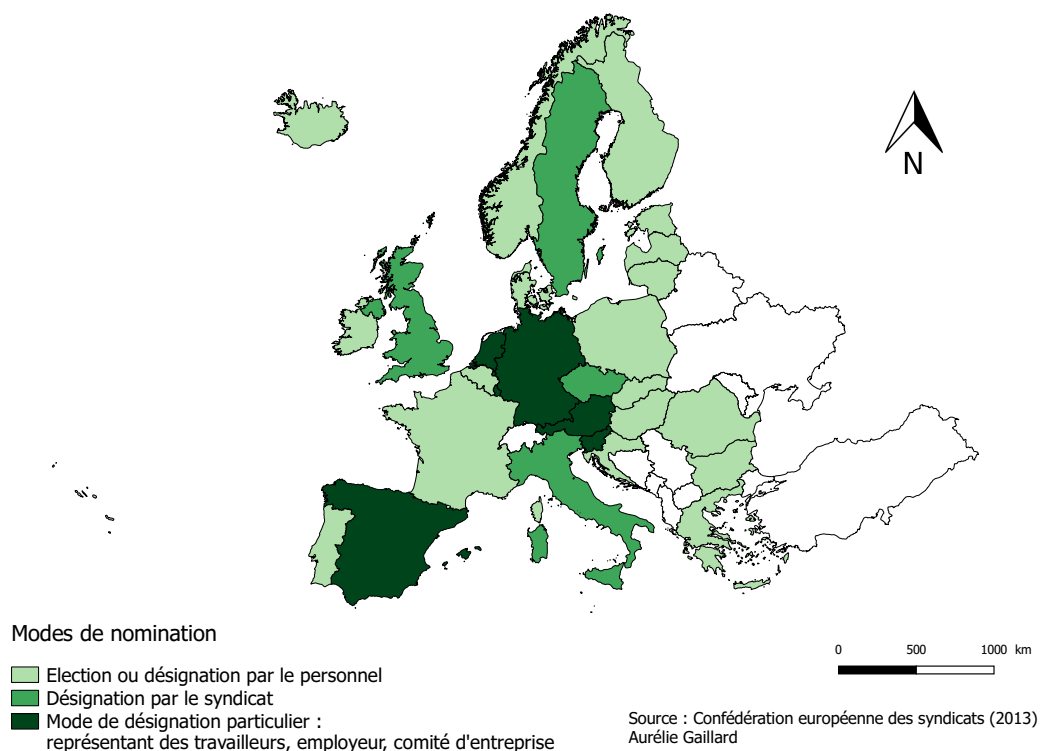 N
Modes de nomination
Election ou désignation par le personnel
Désignation par le syndicat
Mode de désignation particulier :
représentant des travailleurs, employeur, comité d'entreprise
0 500 1000 km
Source : Confédération européenne des syndicats (2013)
Aurélie Gaillard